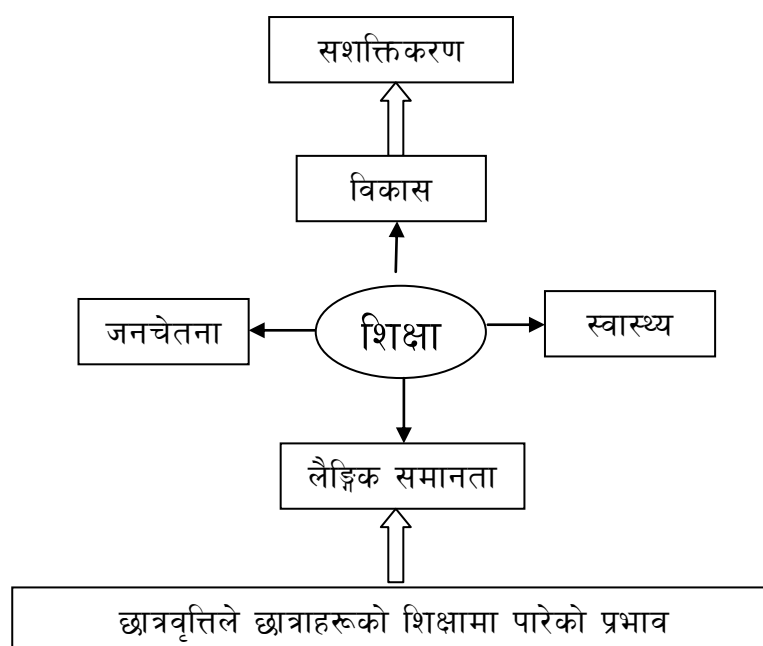 सशक्तिकरण
विकास
जनचेतना
शिक्षा
स्वास्थ्य
लैङ्गिक समानता
छात्रवृत्तिले छात्राहरूको शिक्षामा पारेको प्रभाव